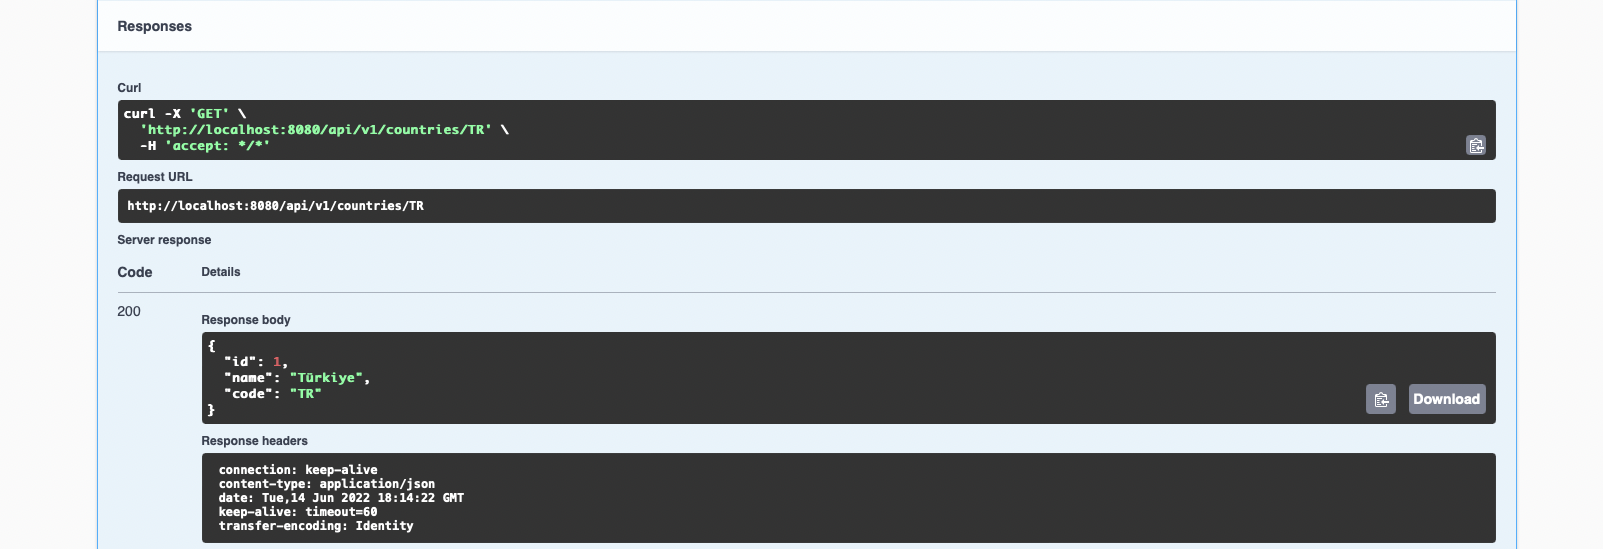 Responses
Curl
curl -X 'GET' \
'http://localhost:8080/api/v1/countries/TR' \
-H 'accept: */*'
Request URL
http://localhost:8080/api/v1/countries/TR
Server response
Code Details
200
Response body
{
"id": 1,
"name": "Türkiye",
"code": "TR"
}
Download
Response headers
connection: keep-alive
content-type: application/json
date: Tue,14 Jun 2022 18:14:22 GMT
keep-alive: timeout=60
transfer-encoding: Identity